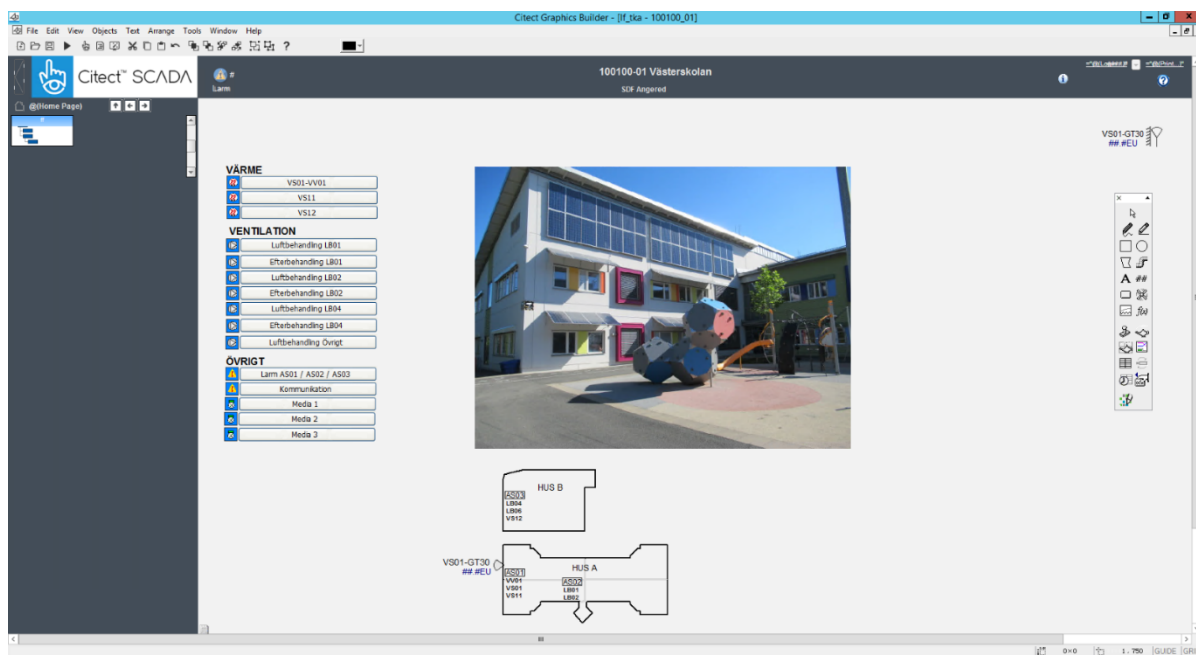 Citect Graphics Builder - [lf_tka - 100100_01]
File Edit View Objects Text Arrange Tools Window Help
?
Citect™ SCADA
#
Larm
100100-01 Västerskolan
SDF Angered
@(Home Page)
VS01-GT30
##.#EU
VÄRME
VS01-VV01
VS11
VS12
VENTILATION
Luftbehandling LB01
Efterbehandling LB01
Luftbehandling LB02
Efterbehandling LB02
Luftbehandling LB04
Efterbehandling LB04
Luftbehandling Övrigt
ÖVRIGT
Larm AS01 / AS02 / AS03
Kommunikation
Media 1
Media 2
Media 3
A ##
f(x)
HUS B
AS03
LB04
LB06
VS12
VS01-GT30
##.#EU
HUS A
AS01
VV01
VS01
VS11
AS02
LB01
LB02
0×0
1 , 750
GUIDE
GRI